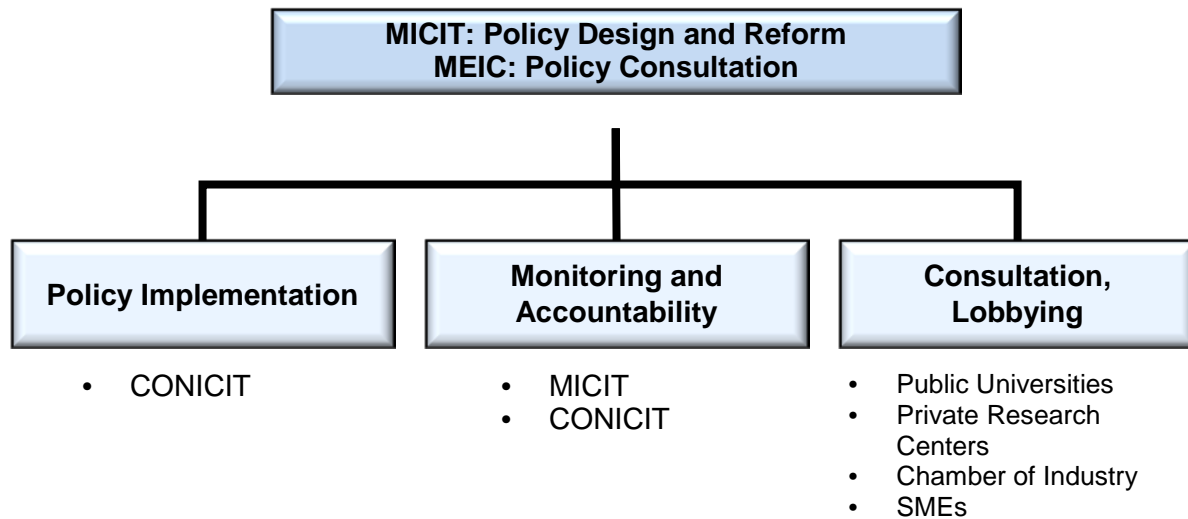 MICIT: Policy Design and Reform
MEIC: Policy Consultation
Policy Implementation
Monitoring and
Accountability
Consultation,
Lobbying
• CONICIT
• MICIT
• CONICIT
• Public Universities
• Private Research
Centers
• Chamber of Industry
• SMEs